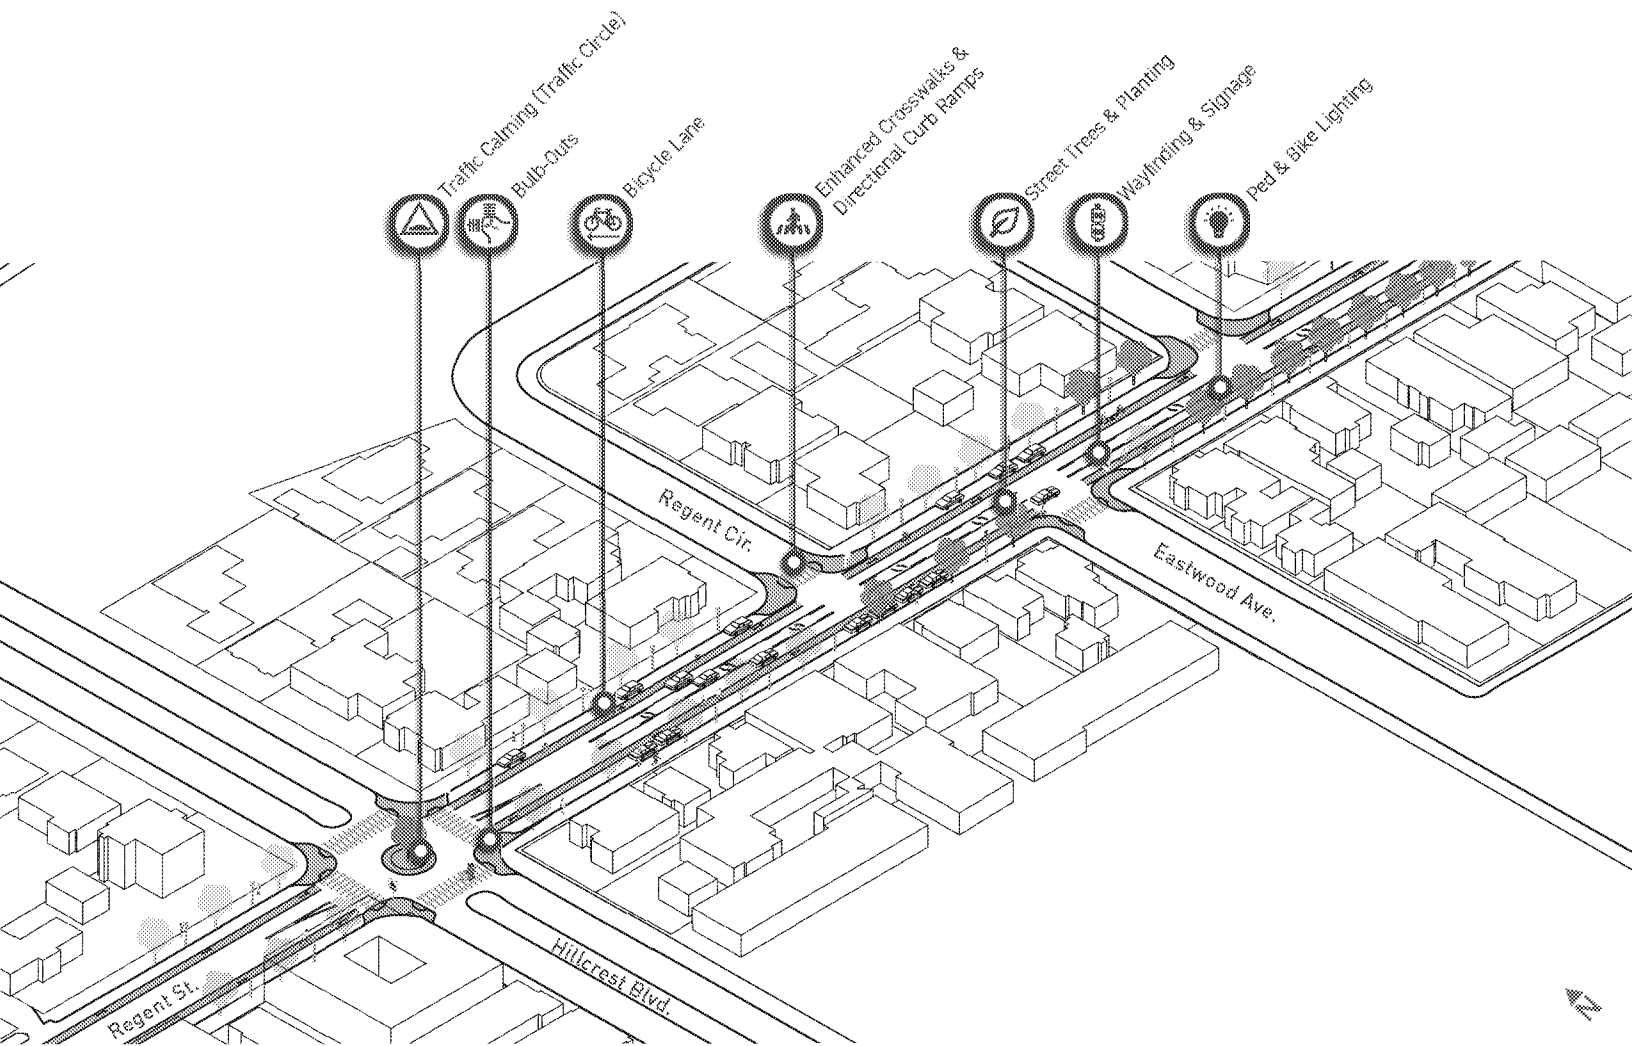 Traffic Calming (Traffic Circle)
Bulb-Outs
Bicycle Lane
Enhanced Crosswalks &
Directional Curb Ramps
Street Trees & Planting
Wayfinding & Signage
Ped & Bike Lighting
Regent Cir.
Eastwood Ave.
Hillcrest Blvd.
Regent St.
N